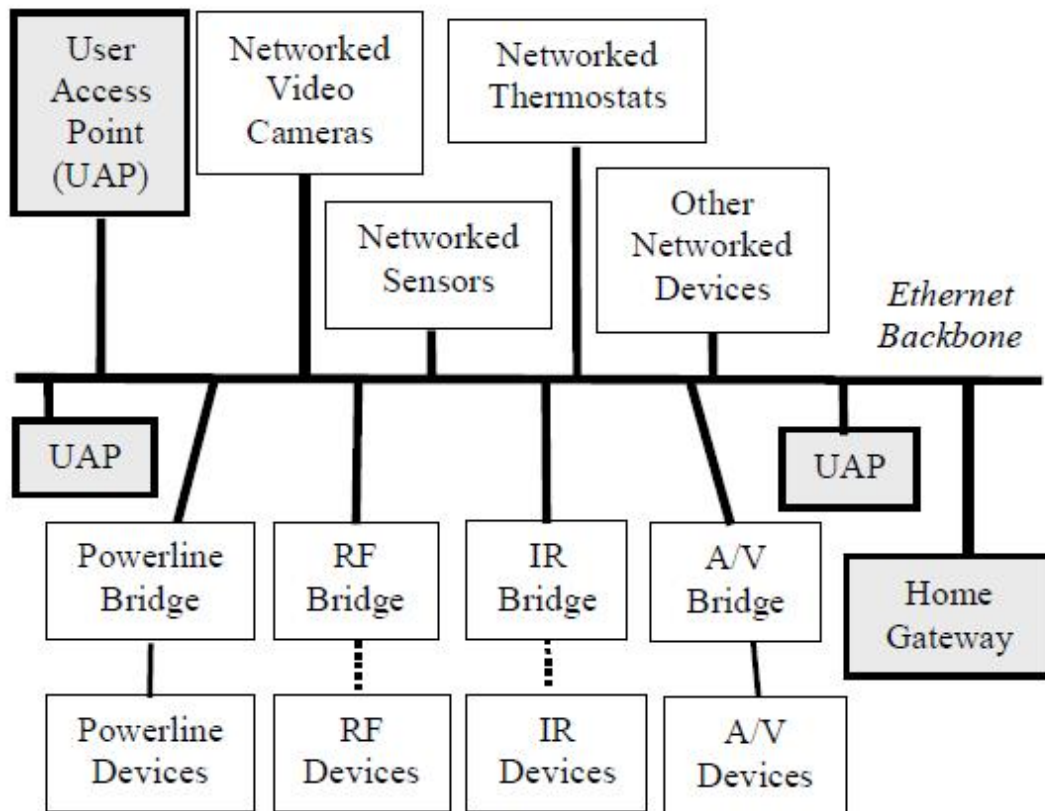 User
Access
Point
(UAP)
Networked
Video
Cameras
Networked
Thermostats
Networked
Sensors
Other
Networked
Devices
Ethernet
Backbone
UAP
UAP
Powerline
Bridge
RF
Bridge
IR
Bridge
A/V
Bridge
Home
Gateway
Powerline
Devices
RF
Devices
IR
Devices
A/V
Devices